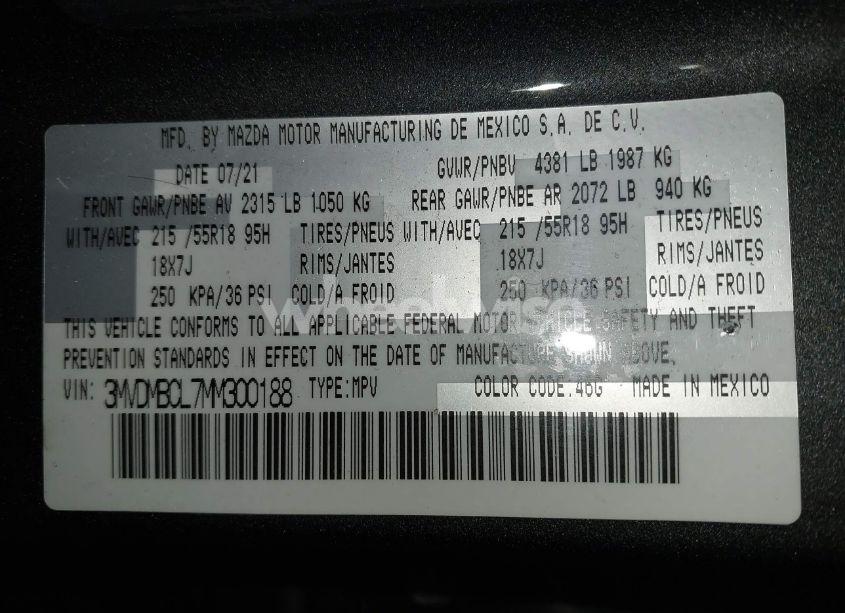 MFD. BY MAZDA MOTOR MANUFACTURING DE MEXICO S.A. DE C.V.
DATE 07/21 GVWR/PNBV 4381 LB 1987 KG
FRONT GAWR/PNBE AV 2315 LB 1050 KG REAR GAWR/PNBE AR 2072 LB 940 KG
WITH/AVEC 215 /55R18 95H TIRES/PNEUS WITH/AVEC 215 /55R18 95H TIRES/PNEUS
18X7J RIMS/JANTES 18X7J RIMS/JANTES
250 KPA/36 PSI COLD/A FROID 250 KPA/36 PSI COLD/A FROID
THIS VEHICLE CONFORMS TO ALL APPLICABLE FEDERAL MOTOR VEHICLE SAFETY AND THEFT
PREVENTION STANDARDS IN EFFECT ON THE DATE OF MANUFACTURE SHOWN ABOVE.
VIN: 3MVDMBCL7MM300188 TYPE:MPV COLOR CODE.46G MADE IN MEXICO